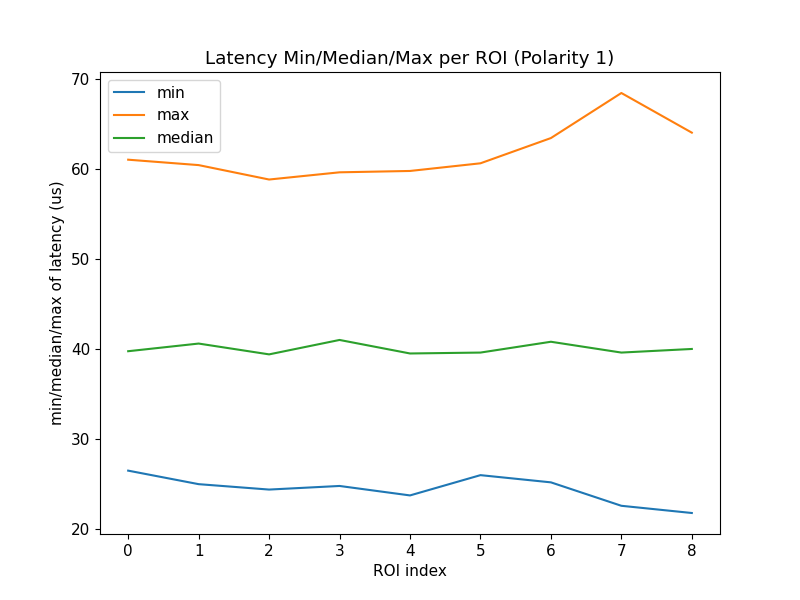 Latency Min/Median/Max per ROI (Polarity 1)
min
max
median
min/median/max of latency (us)
70
60
50
40
30
20
0 1 2 3 4 5 6 7 8
ROI index